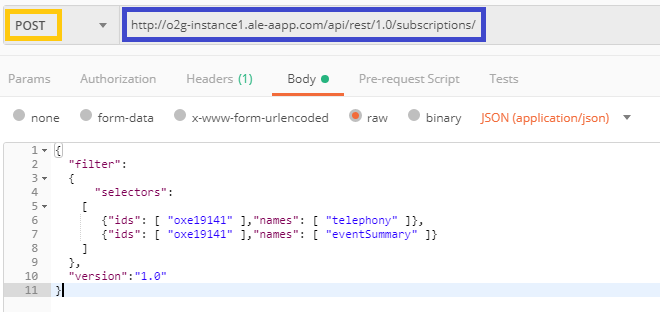 POST http://o2g-instance1.ale-aapp.com/api/rest/1.0/subscriptions/
Params Authorization Headers (1) Body Pre-request Script Tests
none form-data x-www-form-urlencoded raw binary JSON (application/json)
1 {
2 "filter":
3 {
4 "selectors":
5 [
6 {"ids": [ "oxe19141" ],"names": [ "telephony" ]},
7 {"ids": [ "oxe19141" ],"names": [ "eventSummary" ]}
8 ]
9 },
10 "version":"1.0"
11 }